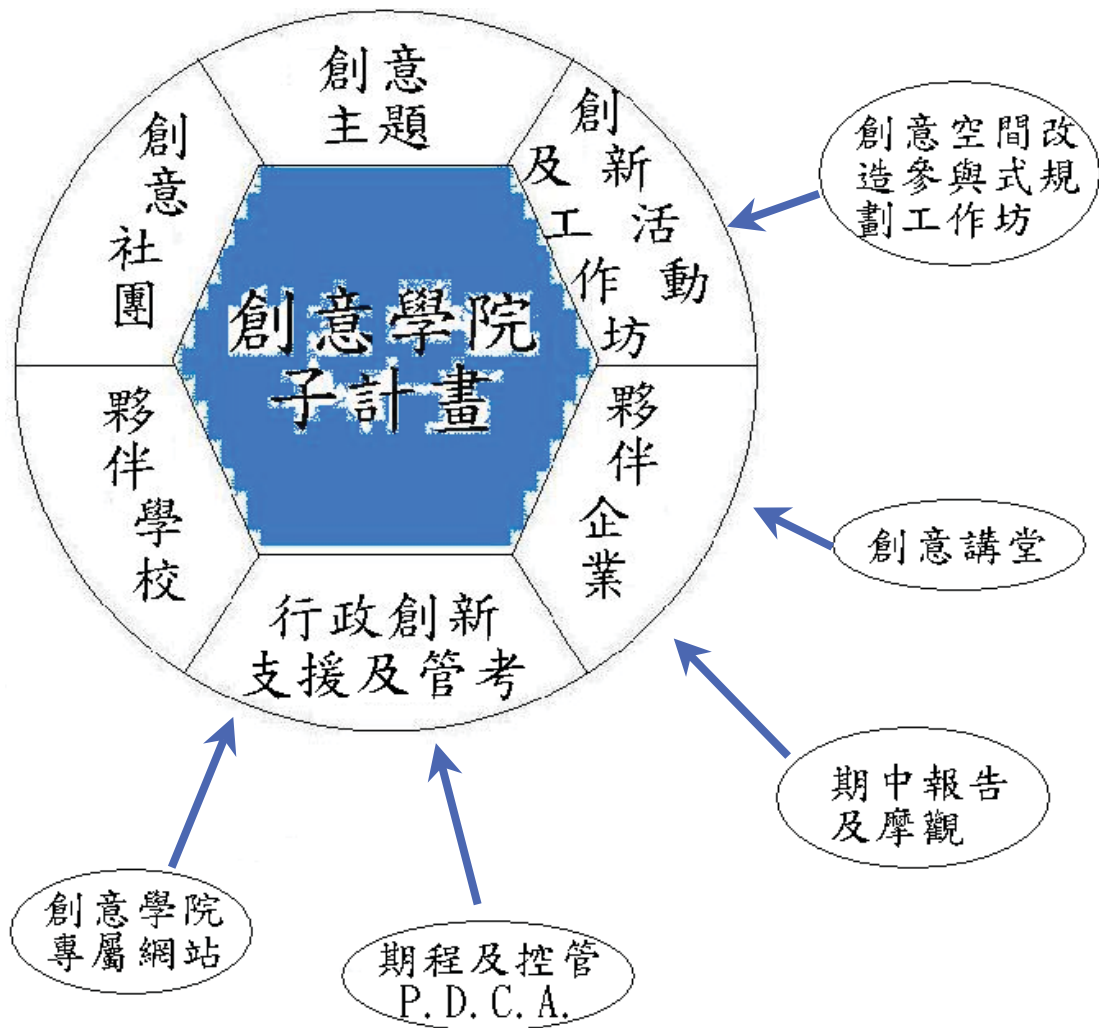 創意
主題
創新活動
及工作坊
創意空間改
造參與式規
劃工作坊
創意
社團
創意學院
子計畫
夥伴
學校
夥伴
企業
創意講堂
行政創新
支援及管考
期中報告
及摩觀
創意學院
專屬網站
期程及控管
P.D.C.A.